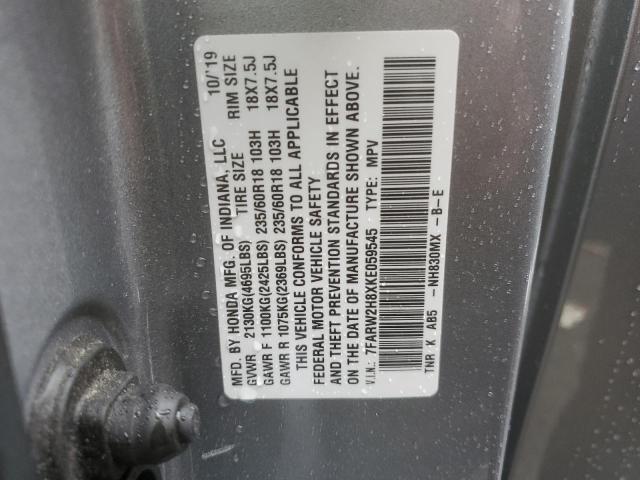 MFD. BY HONDA MFG. OF INDIANA, LLC 10/'19
TIRE SIZE RIM SIZE
GVWR 2130KG(4695LBS)
GAWR F 1100KG(2425LBS) 235/60R18 103H 18X7.5J
GAWR R 1075KG(2369LBS) 235/60R18 103H 18X7.5J
THIS VEHICLE CONFORMS TO ALL APPLICABLE
FEDERAL MOTOR VEHICLE SAFETY
AND THEFT PREVENTION STANDARDS IN EFFECT
ON THE DATE OF MANUFACTURE SHOWN ABOVE.
V.I.N.: 7FARW2H8XKE059545 TYPE: MPV
TNR K AB5 -NH830MX -B-E